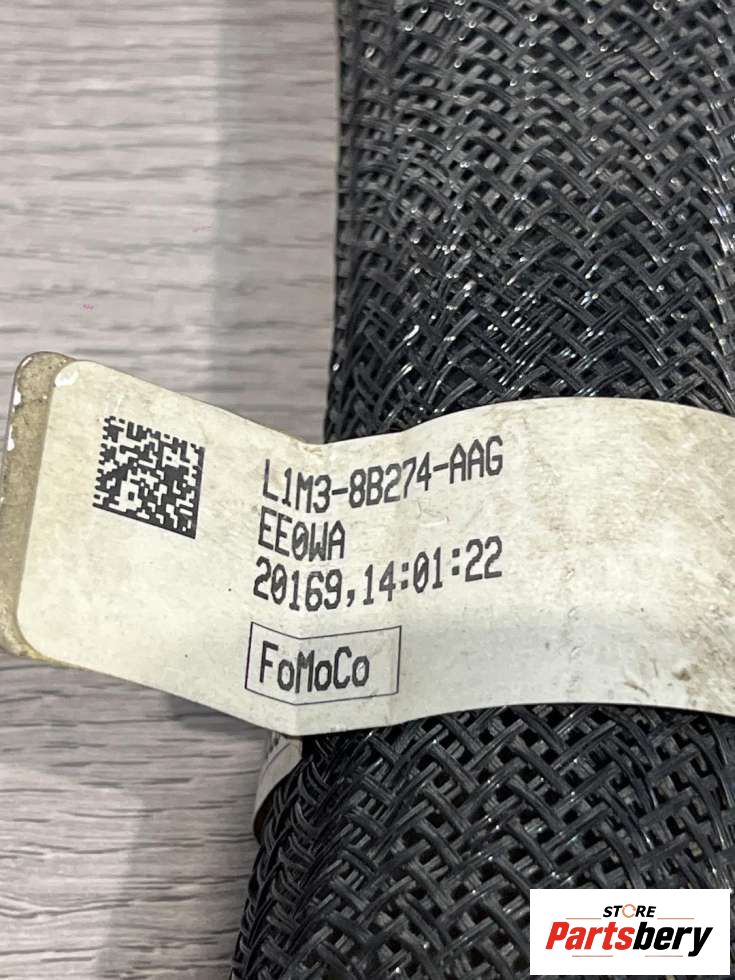 L1M3-8B274-AAG
EE0WA
20169,14:01:22
FoMoCo
STORE
Partsbery